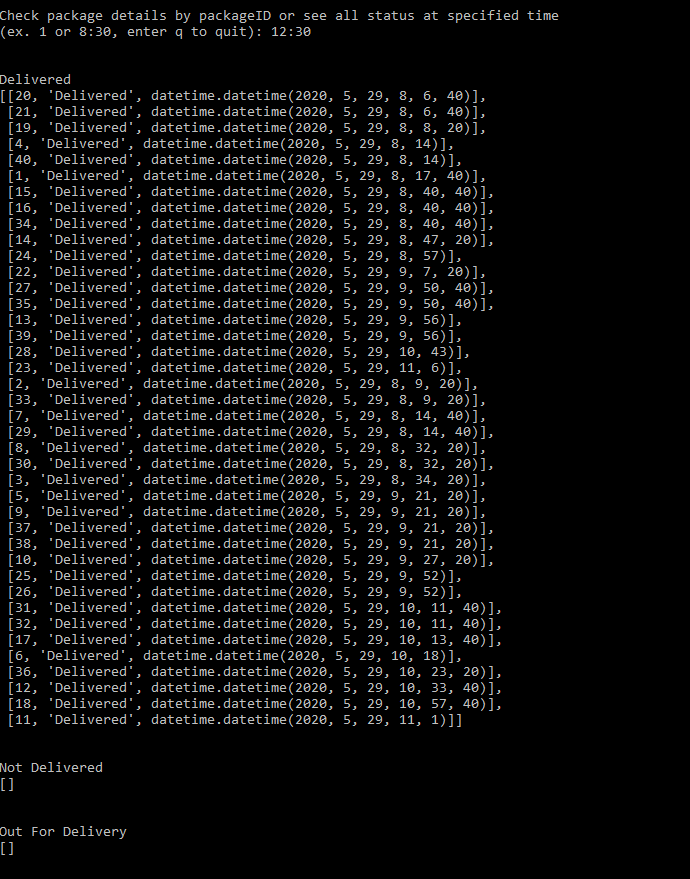 Check package details by packageID or see all status at specified time
(ex. 1 or 8:30, enter q to quit): 12:30
Delivered
[[20, 'Delivered', datetime.datetime(2020, 5, 29, 8, 6, 40)],
[21, 'Delivered', datetime.datetime(2020, 5, 29, 8, 6, 40)],
[19, 'Delivered', datetime.datetime(2020, 5, 29, 8, 8, 20)],
[4, 'Delivered', datetime.datetime(2020, 5, 29, 8, 14)],
[40, 'Delivered', datetime.datetime(2020, 5, 29, 8, 14)],
[1, 'Delivered', datetime.datetime(2020, 5, 29, 8, 17, 40)],
[15, 'Delivered', datetime.datetime(2020, 5, 29, 8, 40, 40)],
[16, 'Delivered', datetime.datetime(2020, 5, 29, 8, 40, 40)],
[34, 'Delivered', datetime.datetime(2020, 5, 29, 8, 40, 40)],
[14, 'Delivered', datetime.datetime(2020, 5, 29, 8, 47, 20)],
[24, 'Delivered', datetime.datetime(2020, 5, 29, 8, 57)],
[22, 'Delivered', datetime.datetime(2020, 5, 29, 9, 7, 20)],
[27, 'Delivered', datetime.datetime(2020, 5, 29, 9, 50, 40)],
[35, 'Delivered', datetime.datetime(2020, 5, 29, 9, 50, 40)],
[13, 'Delivered', datetime.datetime(2020, 5, 29, 9, 56)],
[39, 'Delivered', datetime.datetime(2020, 5, 29, 9, 56)],
[28, 'Delivered', datetime.datetime(2020, 5, 29, 10, 43)],
[23, 'Delivered', datetime.datetime(2020, 5, 29, 11, 6)],
[2, 'Delivered', datetime.datetime(2020, 5, 29, 8, 9, 20)],
[33, 'Delivered', datetime.datetime(2020, 5, 29, 8, 9, 20)],
[7, 'Delivered', datetime.datetime(2020, 5, 29, 8, 14, 40)],
[29, 'Delivered', datetime.datetime(2020, 5, 29, 8, 14, 40)],
[8, 'Delivered', datetime.datetime(2020, 5, 29, 8, 32, 20)],
[30, 'Delivered', datetime.datetime(2020, 5, 29, 8, 32, 20)],
[3, 'Delivered', datetime.datetime(2020, 5, 29, 8, 34, 20)],
[5, 'Delivered', datetime.datetime(2020, 5, 29, 9, 21, 20)],
[9, 'Delivered', datetime.datetime(2020, 5, 29, 9, 21, 20)],
[37, 'Delivered', datetime.datetime(2020, 5, 29, 9, 21, 20)],
[38, 'Delivered', datetime.datetime(2020, 5, 29, 9, 21, 20)],
[10, 'Delivered', datetime.datetime(2020, 5, 29, 9, 27, 20)],
[25, 'Delivered', datetime.datetime(2020, 5, 29, 9, 52)],
[26, 'Delivered', datetime.datetime(2020, 5, 29, 9, 52)],
[31, 'Delivered', datetime.datetime(2020, 5, 29, 10, 11, 40)],
[32, 'Delivered', datetime.datetime(2020, 5, 29, 10, 11, 40)],
[17, 'Delivered', datetime.datetime(2020, 5, 29, 10, 13, 40)],
[6, 'Delivered', datetime.datetime(2020, 5, 29, 10, 18)],
[36, 'Delivered', datetime.datetime(2020, 5, 29, 10, 23, 20)],
[12, 'Delivered', datetime.datetime(2020, 5, 29, 10, 33, 40)],
[18, 'Delivered', datetime.datetime(2020, 5, 29, 10, 57, 40)],
[11, 'Delivered', datetime.datetime(2020, 5, 29, 11, 1)]]
Not Delivered
[]
Out For Delivery
[]